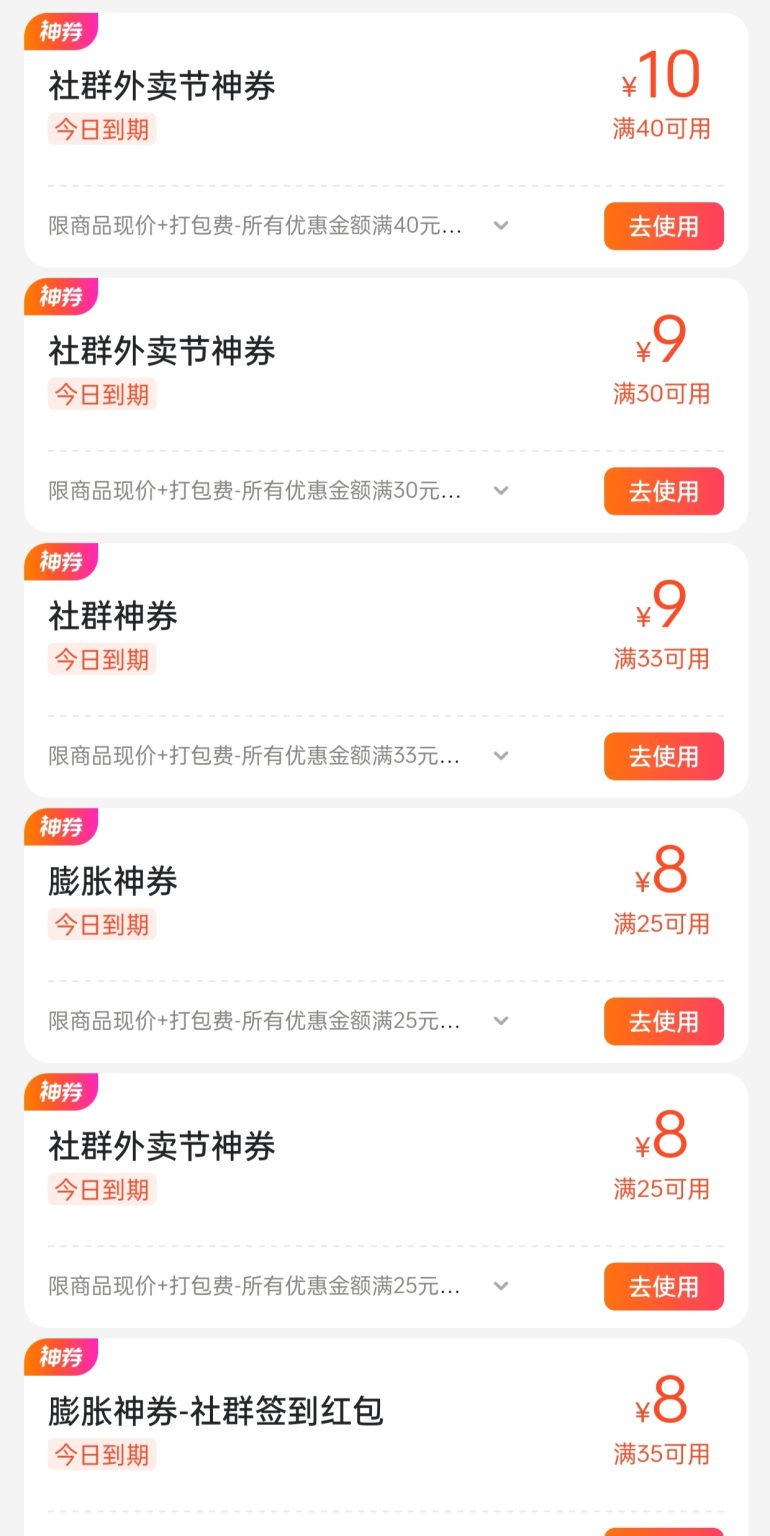 神券
社群外卖节神券
¥10
今日到期
满40可用
限商品现价+打包费-所有优惠金额满40元...
去使用
神券
社群外卖节神券
¥9
今日到期
满30可用
限商品现价+打包费-所有优惠金额满30元...
去使用
神券
社群神券
¥9
今日到期
满33可用
限商品现价+打包费-所有优惠金额满33元...
去使用
神券
膨胀神券
¥8
今日到期
满25可用
限商品现价+打包费-所有优惠金额满25元...
去使用
神券
社群外卖节神券
¥8
今日到期
满25可用
限商品现价+打包费-所有优惠金额满25元...
去使用
神券
膨胀神券-社群签到红包
¥8
今日到期
满35可用